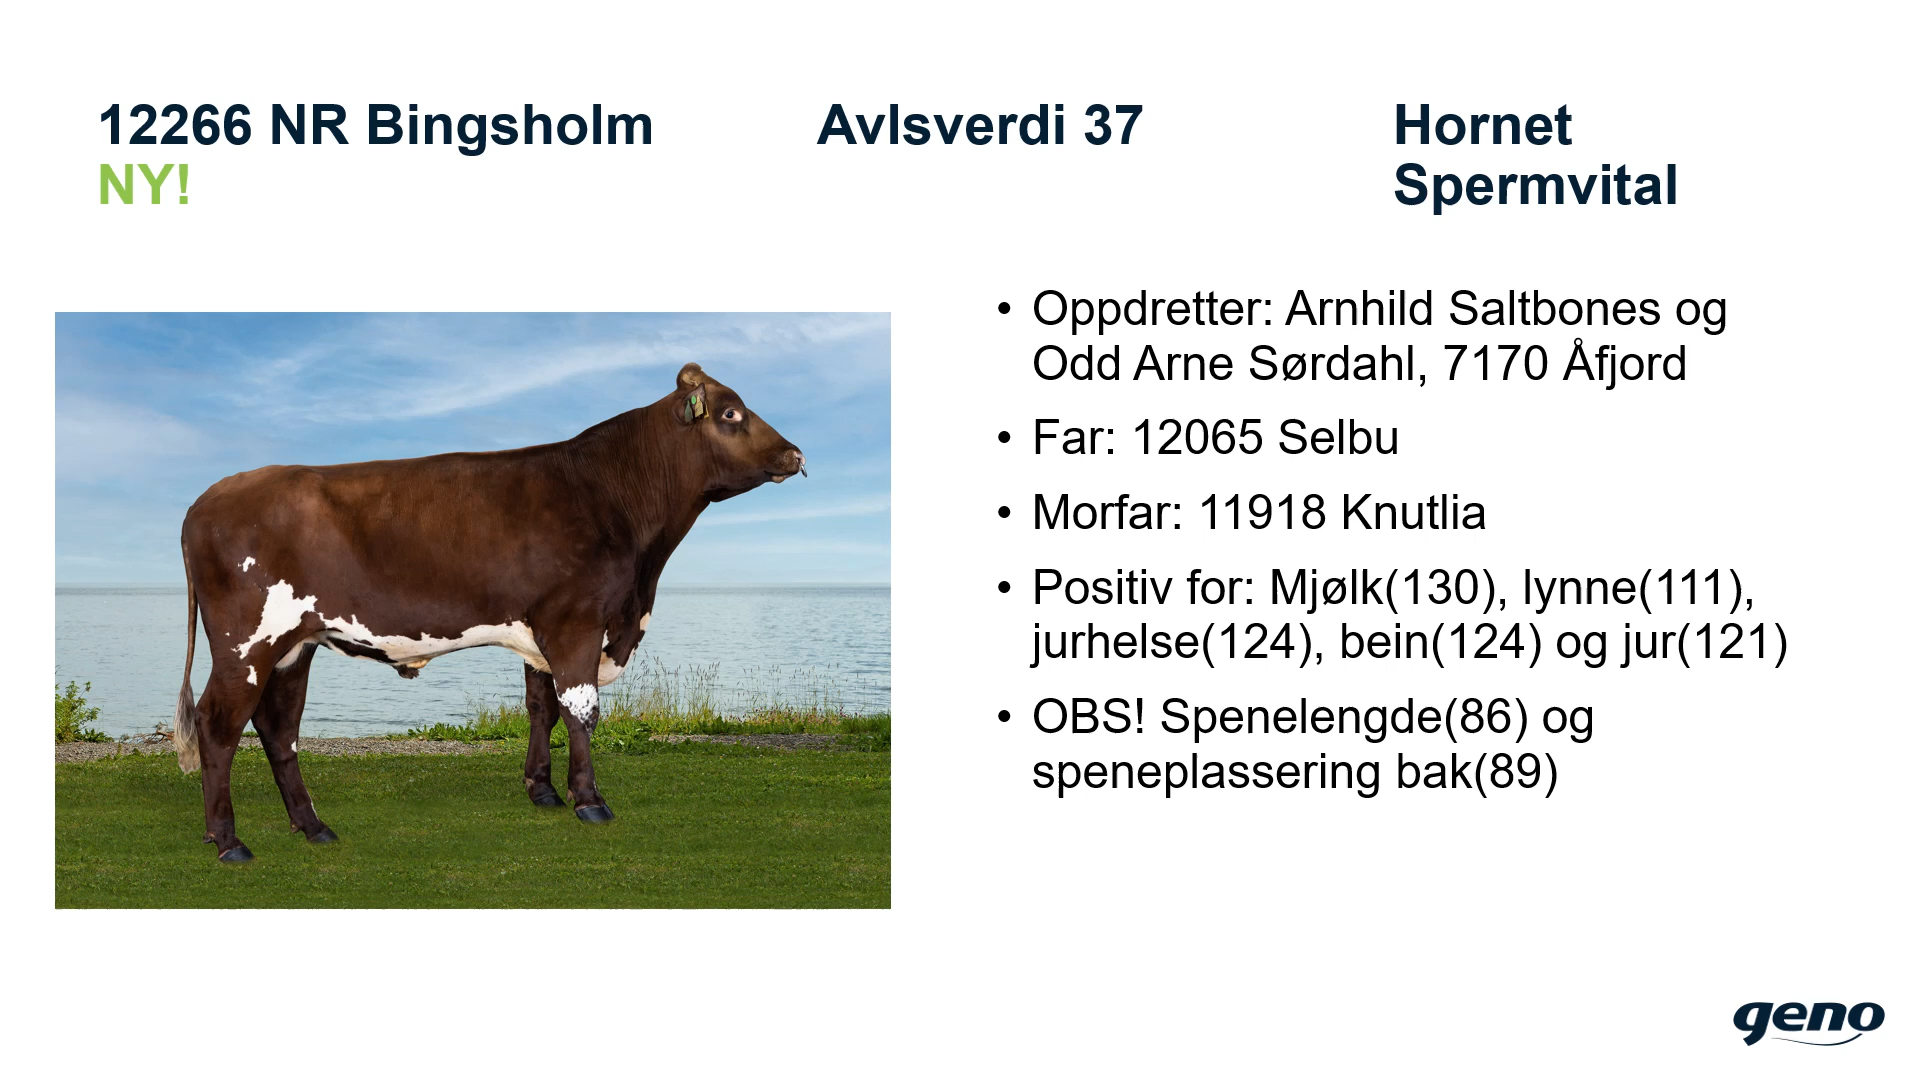 12266 NR Bingsholm
NY!
Avlsverdi 37
Hornet
Spermvital
• Oppdretter: Arnhild Saltbones og
Odd Arne Sørdahl, 7170 Åfjord
• Far: 12065 Selbu
• Morfar: 11918 Knutlia
• Positiv for: Mjølk(130), lynne(111),
jurhelse(124), bein(124) og jur(121)
• OBS! Spenelengde(86) og
speneplassering bak(89)
geno